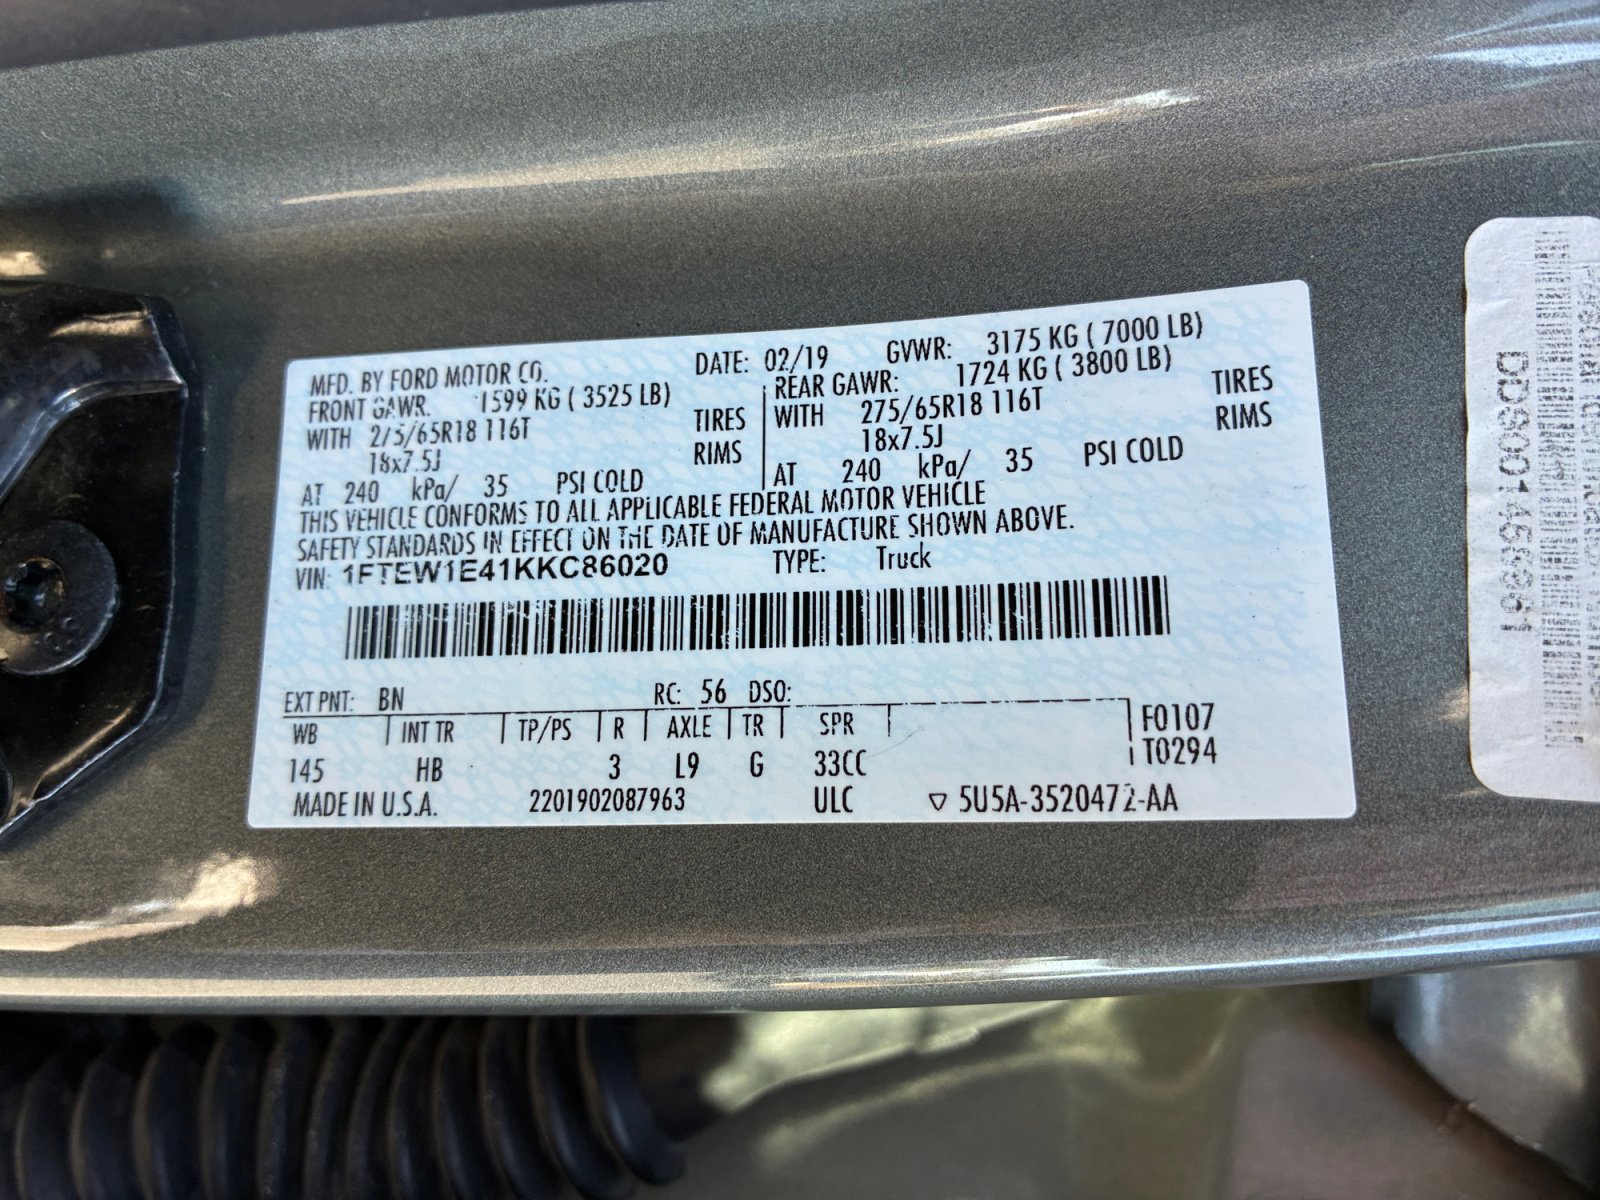 MFD. BY FORD MOTOR CO. DATE: 02/19 GVWR: 3175 KG ( 7000 LB)
FRONT GAWR. 1599 KG ( 3525 LB) REAR GAWR: 1724 KG ( 3800 LB)
WITH 275/65R18 116T TIRES WITH 275/65R18 116T TIRES
18x7.5J RIMS 18x7.5J RIMS
AT 240 kPa/ 35 PSI COLD AT 240 kPa/ 35 PSI COLD
THIS VEHICLE CONFORMS TO ALL APPLICABLE FEDERAL MOTOR VEHICLE
SAFETY STANDARDS IN EFFECT ON THE DATE OF MANUFACTURE SHOWN ABOVE.
VIN: 1FTEW1E41KKC86020 TYPE: Truck
EXT PNT: BN RC: 56 DSO:
WB INT TR TP/PS R AXLE TR SPR F0107
145 HB 3 L9 G 33CC T0294
MADE IN U.S.A. 2201902087963 ULC ▽ 5U5A-3520472-AA